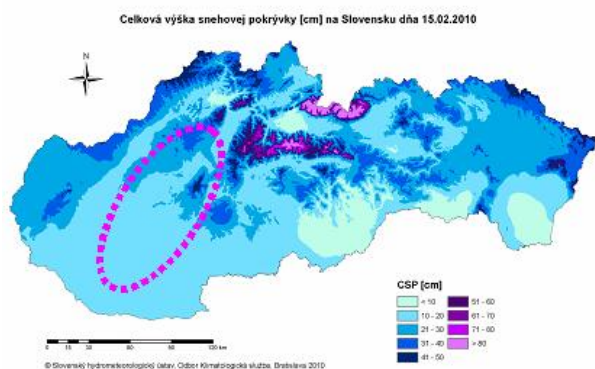 Celková výška snehovej pokrývky [cm] na Slovensku dňa 15.02.2010
N
CSP [cm]
< 10
10 - 20
21 - 30
31 - 40
41 - 50
51 - 60
61 - 70
71 - 80
> 80
© Slovenský hydrometeorologický ústav, Odbor Klimatologická služba, Bratislava 2010